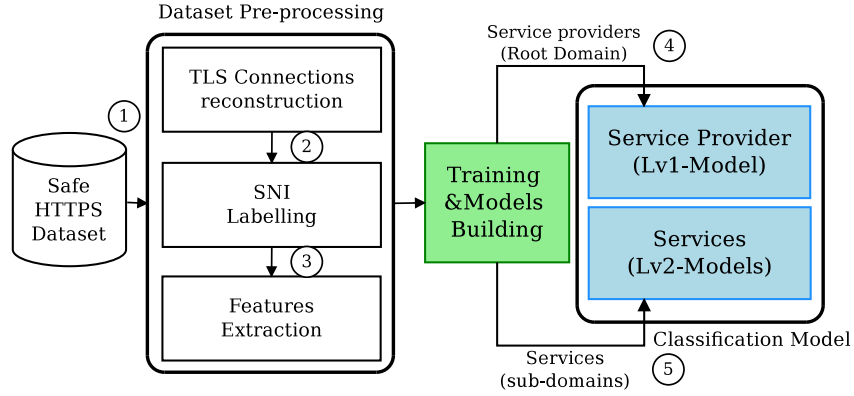 Dataset Pre-processing
1
TLS Connections
reconstruction
2
SNI
Labelling
3
Features
Extraction
Safe
HTTPS
Dataset
Training
&Models
Building
Service providers
(Root Domain)
4
Service Provider
(Lv1-Model)
Services
(Lv2-Models)
Classification Model
Services
(sub-domains)
5